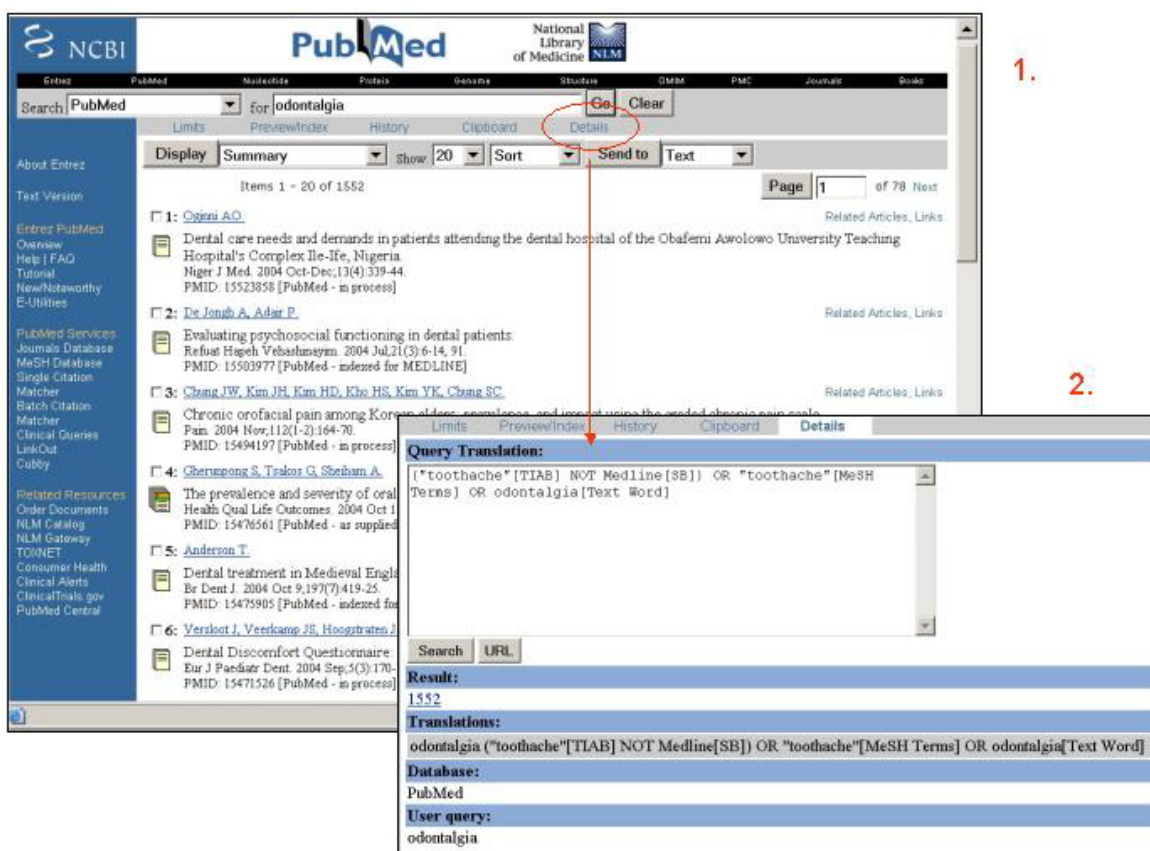 NCBI
PubMed
National
Library
of Medicine NLM
1.
Entrez PubMed Nucleotide Protein Genome Structure OMIM PMC Journals Books
Search PubMed for odontalgia Go Clear
Limits Preview/Index History Clipboard Details
Display Summary Show 20 Sort Send to Text
Items 1 - 20 of 1552 Page 1 of 78 Next
About Entrez
Text Version
Entrez PubMed
Overview
Help | FAQ
Tutorial
New/Noteworthy
E-Utilities
PubMed Services
Journals Database
MeSH Database
Single Citation
Matcher
Batch Citation
Matcher
Clinical Queries
LinkOut
Cubby
Related Resources
Order Documents
NLM Catalog
NLM Gateway
TOXNET
Consumer Health
Clinical Alerts
ClinicalTrials.gov
PubMed Central
1: AO. Related Articles, Links
Dental care needs and demands in patients attending the dental hospital of the Obafemi Awolowo University Teaching
Hospital's Complex Ile-Ife, Nigeria.
Niger J Med. 2004 Oct-Dec;13(4):339-44.
PMID: 15523858 [PubMed - in process]
2: De Jongh A, Adair P. Related Articles, Links
Evaluating psychosocial functioning in dental patients.
Refuat Hapeh Vehashinayim. 2004 Jul;21(3):6-14, 91.
PMID: 15503977 [PubMed - indexed for MEDLINE]
3: Chung JW, Kim JH, Kim HD, Kho HS, Kim YK, Chung SC. Related Articles, Links
Chronic orofacial pain among Korean elders: prevalence, and impact using the graded chronic pain scale.
Pain. 2004 Nov;112(1-2):164-70.
PMID: 15494197 [PubMed - in process]
4: Gherunpong S, Tsakos G, Sheiham A.
The prevalence and severity of oral
Health Qual Life Outcomes. 2004 Oct 1
PMID: 15476561 [PubMed - as supplied
5: Anderson T.
Dental treatment in Medieval Engla
Br Dent J. 2004 Oct 9;197(7):419-25.
PMID: 15475905 [PubMed - indexed for
6: Versloot J, Veerkamp JS, Hoogstraten J
Dental Discomfort Questionnaire:
Eur J Paediatr Dent. 2004 Sep;5(3):170-
PMID: 15471526 [PubMed - in process]
2.
Limits Preview/Index History Clipboard Details
Query Translation:
("toothache"[TIAB] NOT Medline[SB]) OR "toothache"[MeSH
Terms] OR odontalgia[Text Word]
Search URL
Result:
1552
Translations:
odontalgia ("toothache"[TIAB] NOT Medline[SB]) OR "toothache"[MeSH Terms] OR odontalgia[Text Word]
Database:
PubMed
User query:
odontalgia